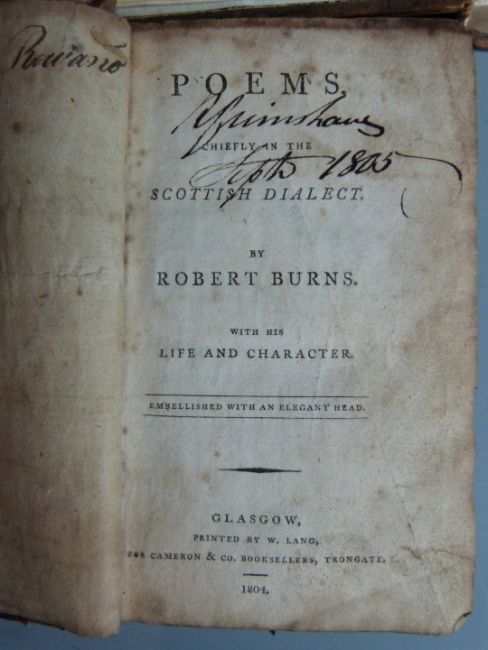 POEMS,
CHIEFLY IN THE
Septr 1805
SCOTTISH DIALECT.
BY
ROBERT BURNS.
WITH HIS
LIFE AND CHARACTER.
EMBELLISHED WITH AN ELEGANT HEAD.
GLASGOW,
PRINTED BY W. LANG,
FOR CAMERON & CO. BOOKSELLERS, TRONGATE.
1804.